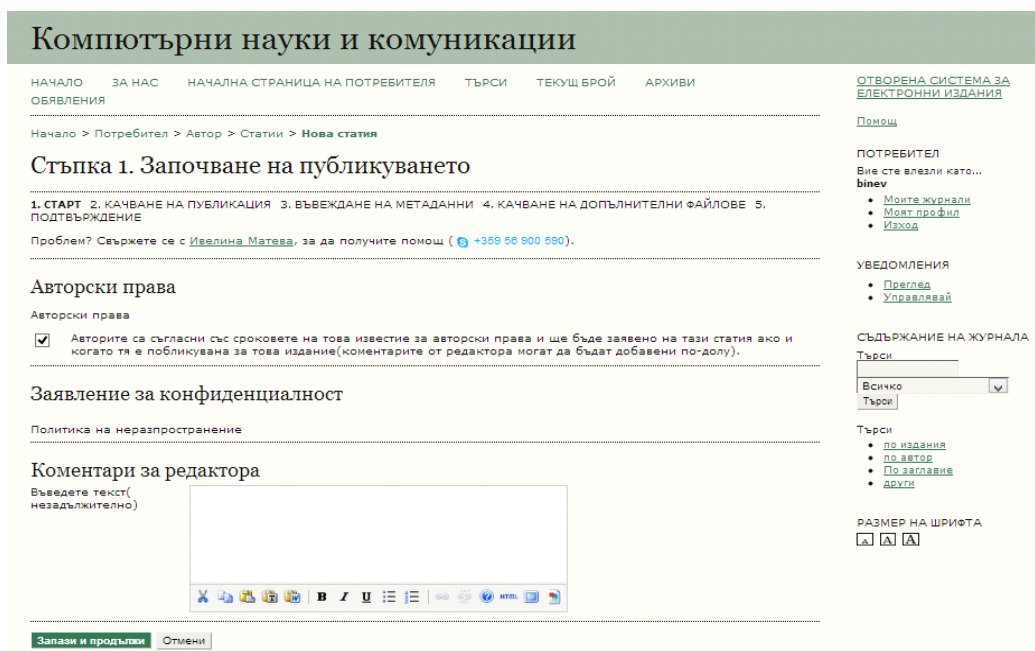 Компютърни науки и комуникации
НАЧАЛО ЗА НАС НАЧАЛНА СТРАНИЦА НА ПОТРЕБИТЕЛЯ ТЪРСИ ТЕКУЩ БРОЙ АРХИВИ
ОБЯВЛЕНИЯ
Начало > Потребител > Автор > Статии > Нова статия
Стъпка 1. Започване на публикуването
1. СТАРТ 2. КАЧВАНЕ НА ПУБЛИКАЦИЯ 3. ВЪВЕЖДАНЕ НА МЕТАДАННИ 4. КАЧВАНЕ НА ДОПЪЛНИТЕЛНИ ФАЙЛОВЕ 5.
ПОДТВЪРЖДЕНИЕ
Проблем? Свържете се с Ивелина Матева, за да получите помощ ( +359 56 900 590).
Авторски права
Авторски права
Авторите са съгласни със сроковете на това известие за авторски права и ще бъде заявено на тази статия ако и
когато тя е побликувана за това издание(коментарите от редактора могат да бъдат добавени по-долу).
Заявление за конфиденциалност
Политика на неразпространение
Коментари за редактора
Въведете текст(
незадължително)
B I U HTML
Запази и продължи Отмени
ОТВОРЕНА СИСТЕМА ЗА
ЕЛЕКТРОННИ ИЗДАНИЯ
Помощ
ПОТРЕБИТЕЛ
Вие сте влезли като...
binev
Моите журнали
Моят профил
Изход
УВЕДОМЛЕНИЯ
Преглед
Управлявай
СЪДЪРЖАНИЕ НА ЖУРНАЛА
Търси
Всичко
Търси
Търси
по издания
по автор
По заглавие
други
РАЗМЕР НА ШРИФТА
A A A